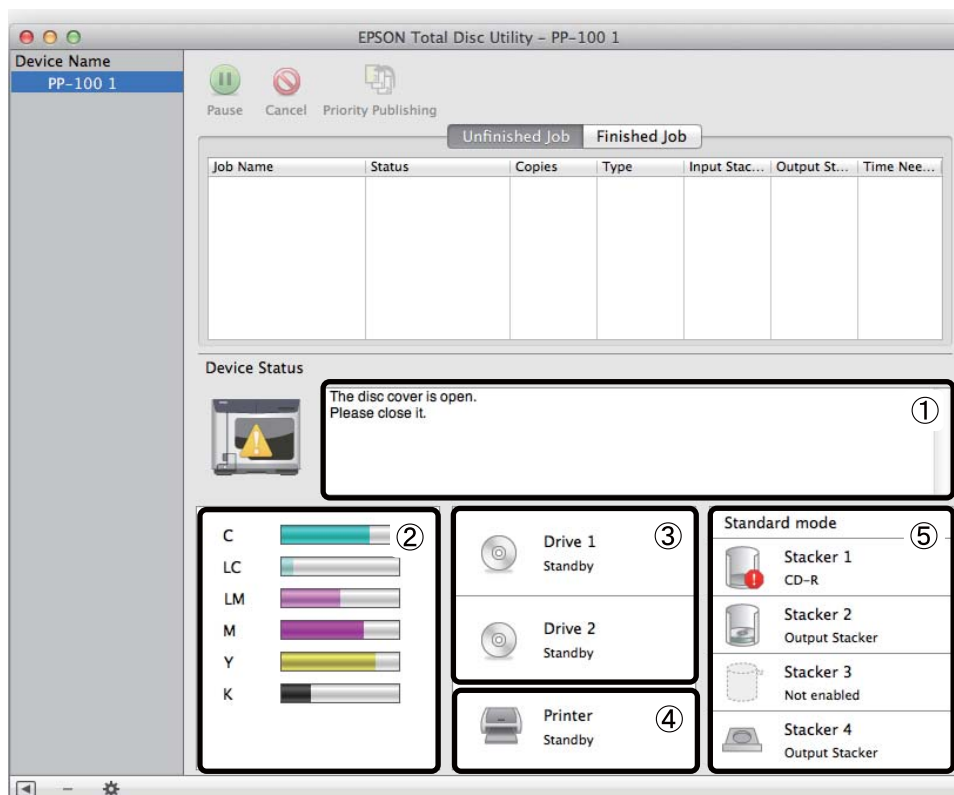 EPSON Total Disc Utility – PP-100 1
Device Name
PP-100 1
Pause Cancel Priority Publishing
Unfinished Job Finished Job
Job Name Status Copies Type Input Stac... Output St... Time Nee...
Device Status
The disc cover is open.
Please close it.
①
②
C
LC
LM
M
Y
K
③
Drive 1
Standby
Drive 2
Standby
④
Printer
Standby
Standard mode
⑤
Stacker 1
CD-R
Stacker 2
Output Stacker
Stacker 3
Not enabled
Stacker 4
Output Stacker